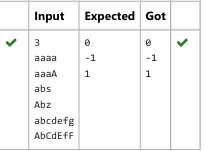 Input Expected Got
3 0 0
aaaa -1 -1
aaaA 1 1
abs
Abz
abcdefg
AbCdEfF